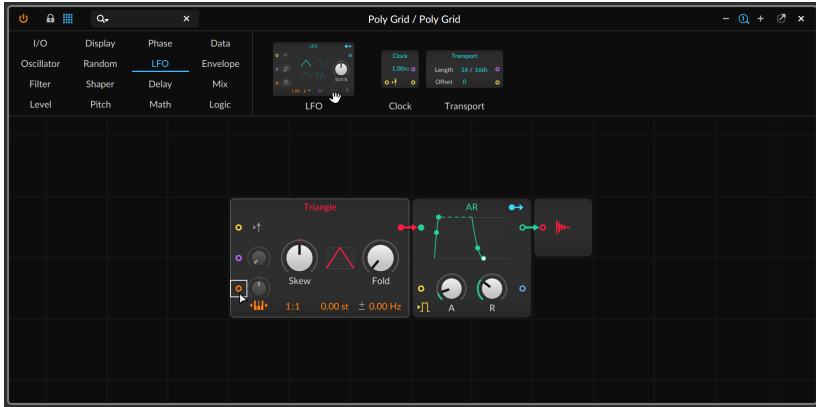 Poly Grid / Poly Grid
I/O Display Phase Data
Oscillator Random LFO Envelope
Filter Shaper Delay Mix
Level Pitch Math Logic
LFO
Clock
1.00Hz
Transport
Length 16 / 16th
Offset 0
LFO Clock Transport
Triangle
Skew Fold
1:1 0.00 st ± 0.00 Hz
AR
A R